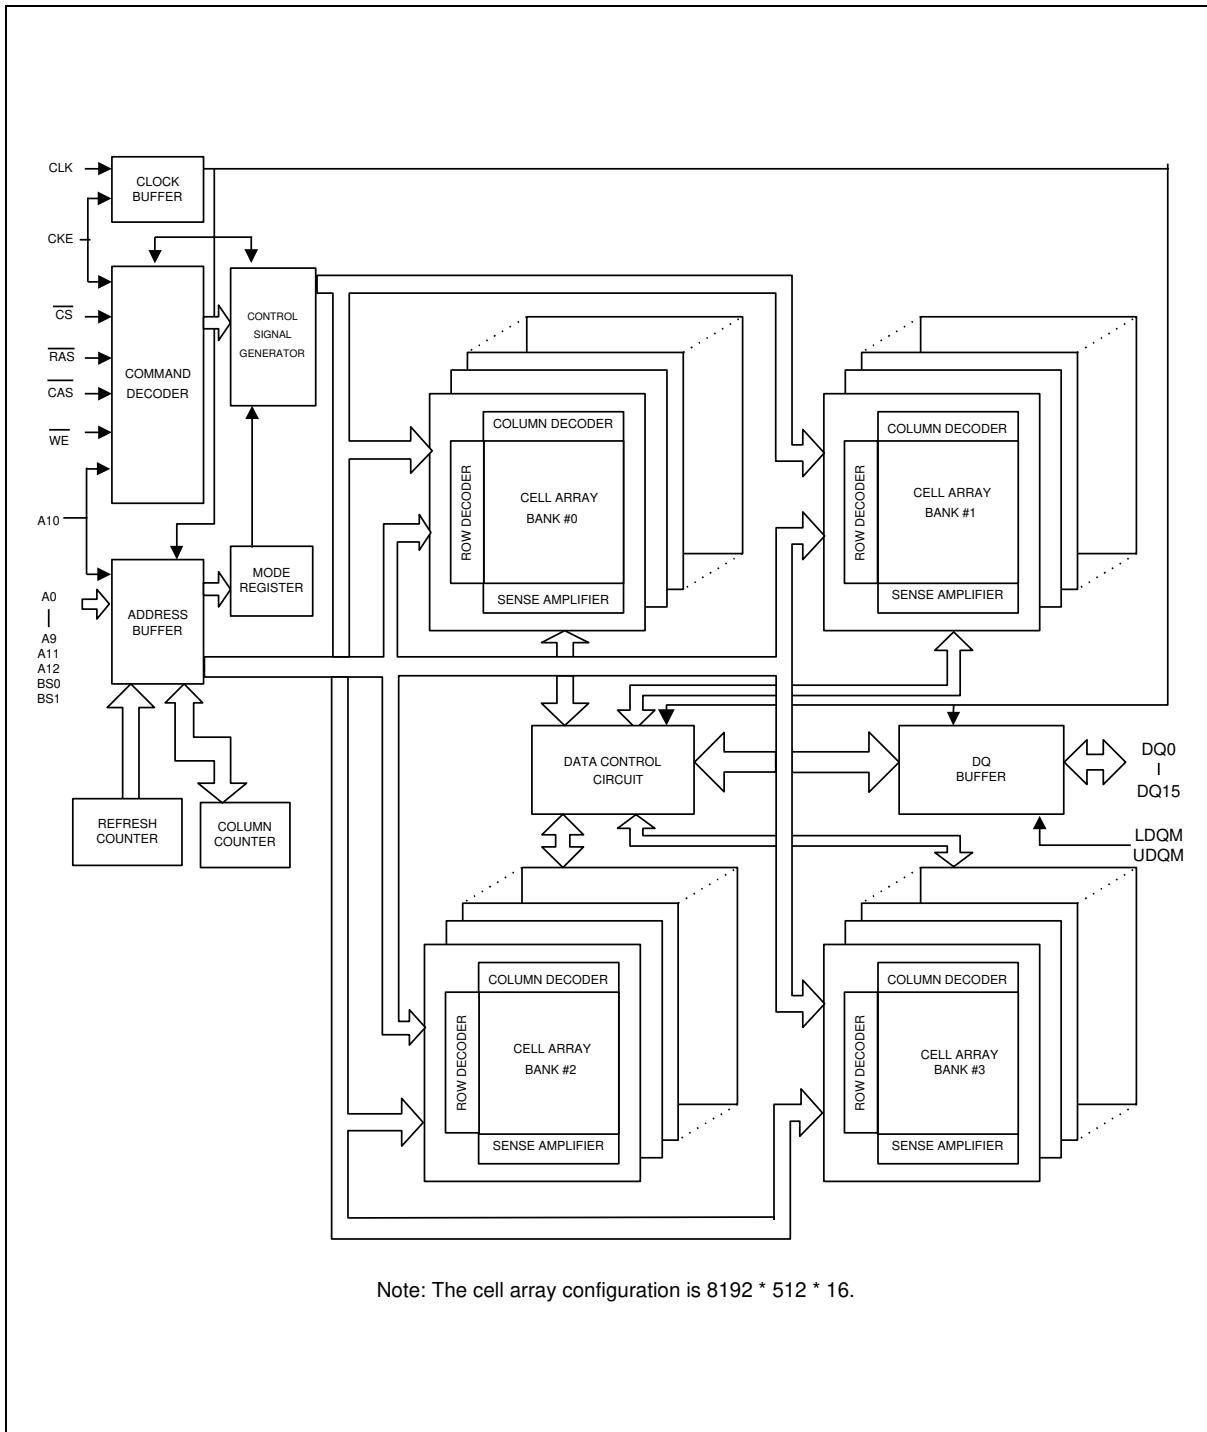 CLK
CLOCK
BUFFER
CKE
CS
RAS
CAS
WE
COMMAND
DECODER
CONTROL
SIGNAL
GENERATOR
A10
A0
A9
A11
A12
BS0
BS1
ADDRESS
BUFFER
MODE
REGISTER
REFRESH
COUNTER
COLUMN
COUNTER
COLUMN DECODER
ROW DECODER
CELL ARRAY
BANK #0
SENSE AMPLIFIER
COLUMN DECODER
ROW DECODER
CELL ARRAY
BANK #1
SENSE AMPLIFIER
DATA CONTROL
CIRCUIT
DQ
BUFFER
DQ0
DQ15
LDQM
UDQM
COLUMN DECODER
ROW DECODER
CELL ARRAY
BANK #2
SENSE AMPLIFIER
COLUMN DECODER
ROW DECODER
CELL ARRAY
BANK #3
SENSE AMPLIFIER
Note: The cell array configuration is 8192 * 512 * 16.